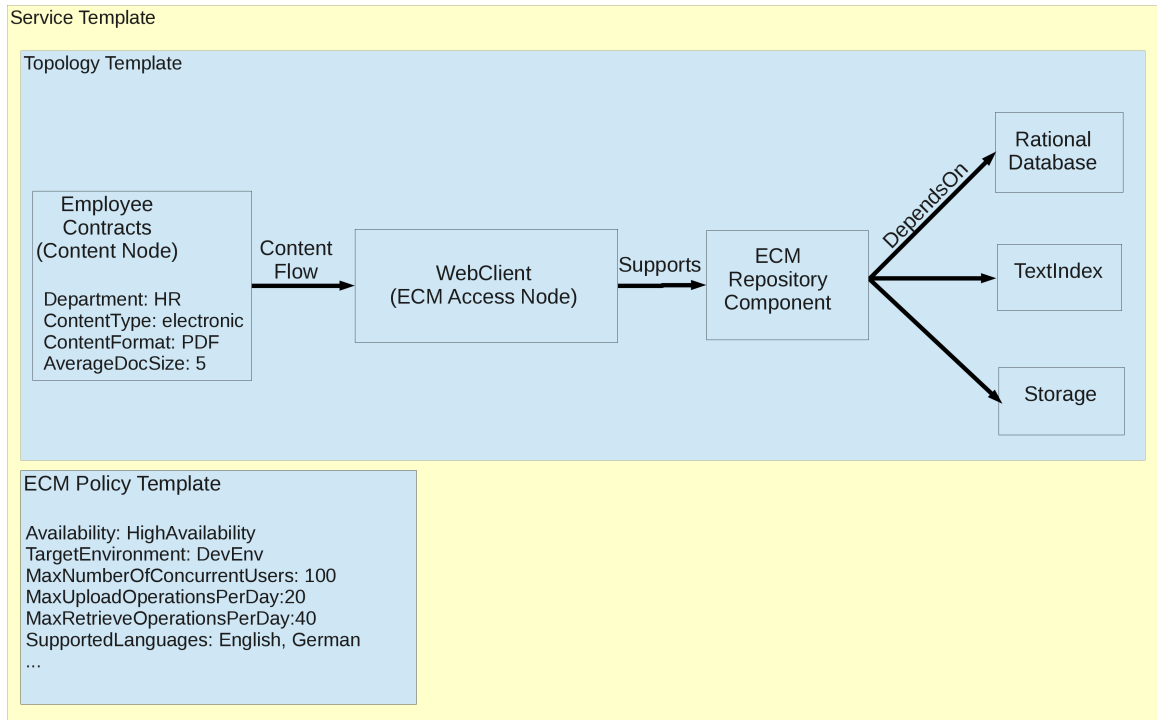 Service Template
Topology Template
Employee
Contracts
(Content Node)
Department: HR
ContentType: electronic
ContentFormat: PDF
AverageDocSize: 5
Content
Flow
WebClient
(ECM Access Node)
Supports
ECM
Repository
Component
DependsOn
Rational
Database
TextIndex
Storage
ECM Policy Template
Availability: HighAvailability
TargetEnvironment: DevEnv
MaxNumberOfConcurrentUsers: 100
MaxUploadOperationsPerDay:20
MaxRetrieveOperationsPerDay:40
SupportedLanguages: English, German
...